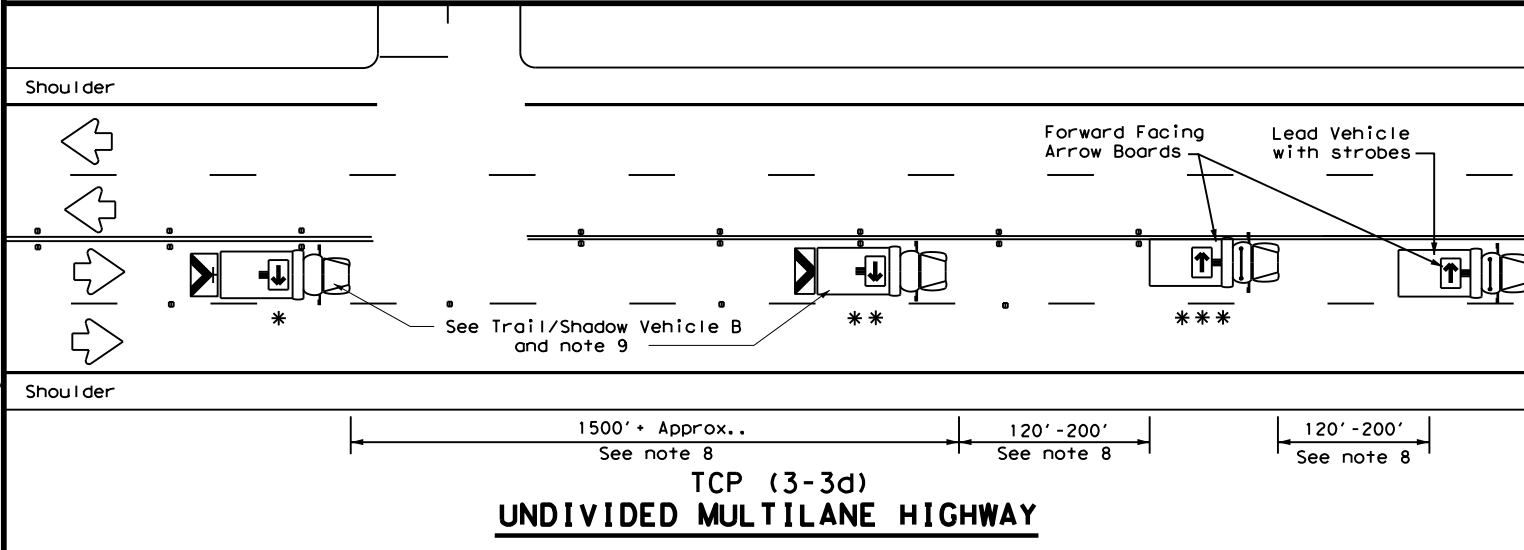 Shoulder
Forward Facing
Arrow Boards
Lead Vehicle
with strobes
*
**
***
See Trail/Shadow Vehicle B
and note 9
Shoulder
1500'+ Approx..
See note 8
120'-200'
See note 8
120'-200'
See note 8
TCP (3-3d)
UNDIVIDED MULTILANE HIGHWAY